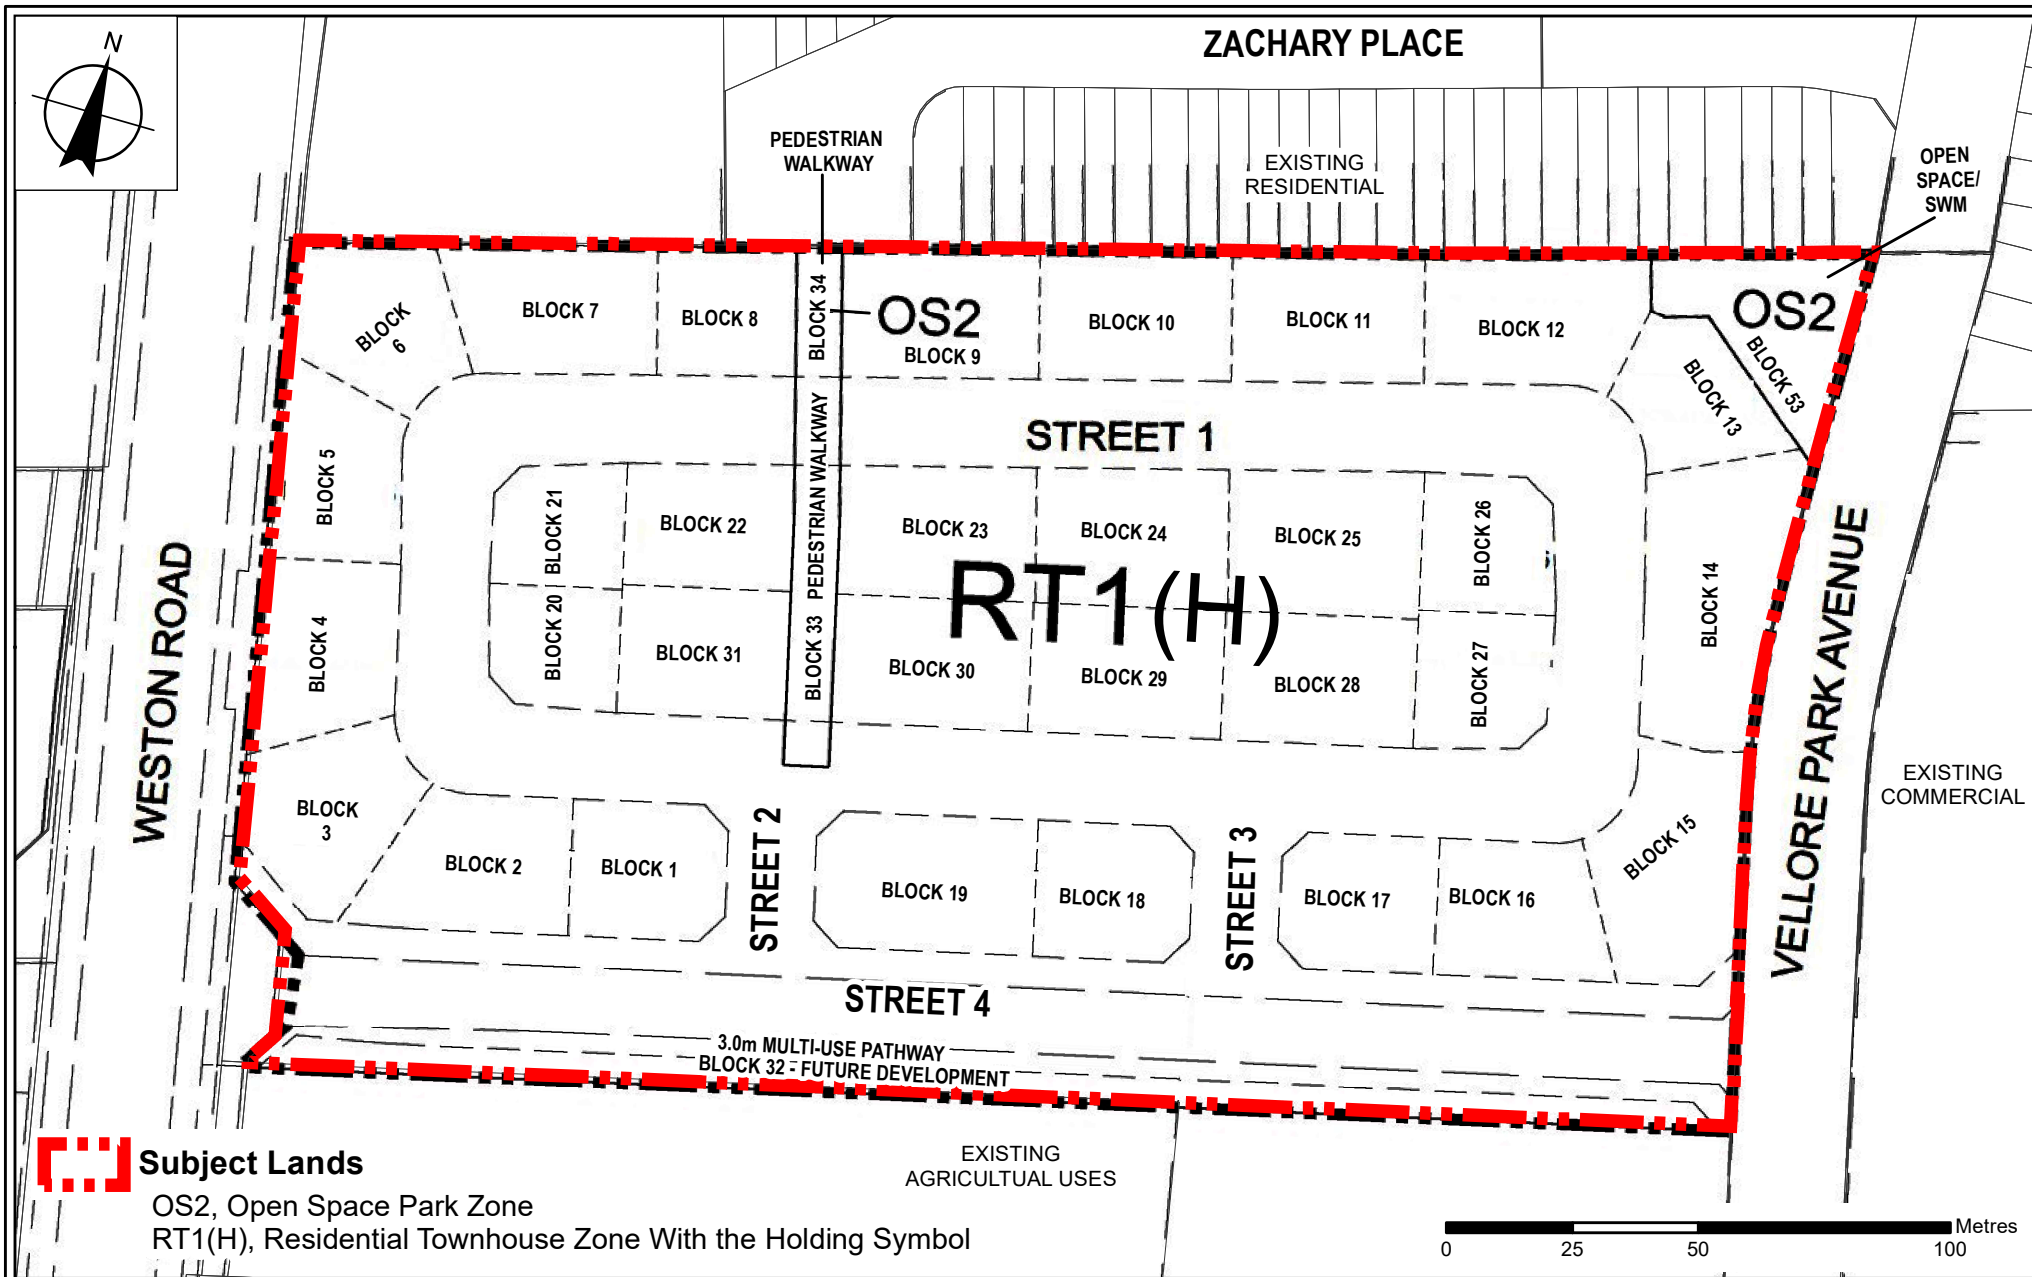 N
ZACHARY PLACE
PEDESTRIAN
WALKWAY
EXISTING
RESIDENTIAL
OPEN
SPACE/
SWM
BLOCK
6
BLOCK 7
BLOCK 8
BLOCK 34
OS2
BLOCK 9
BLOCK 10
BLOCK 11
BLOCK 12
OS2
BLOCK 53
BLOCK 13
STREET 1
BLOCK 5
BLOCK 21
BLOCK 22
PEDESTRIAN WALKWAY
BLOCK 23
BLOCK 24
BLOCK 25
BLOCK 26
RT1(H)
BLOCK 14
WESTON ROAD
VELLORE PARK AVENUE
BLOCK 4
BLOCK 20
BLOCK 31
BLOCK 33
BLOCK 30
BLOCK 29
BLOCK 28
BLOCK 27
EXISTING
COMMERCIAL
BLOCK
3
BLOCK 2
BLOCK 1
STREET 2
BLOCK 19
BLOCK 18
STREET 3
BLOCK 17
BLOCK 16
BLOCK 15
STREET 4
3.0m MULTI-USE PATHWAY
BLOCK 32 - FUTURE DEVELOPMENT
EXISTING
AGRICULTUAL USES
Subject Lands
OS2, Open Space Park Zone
RT1(H), Residential Townhouse Zone With the Holding Symbol
Metres
0 25 50 100